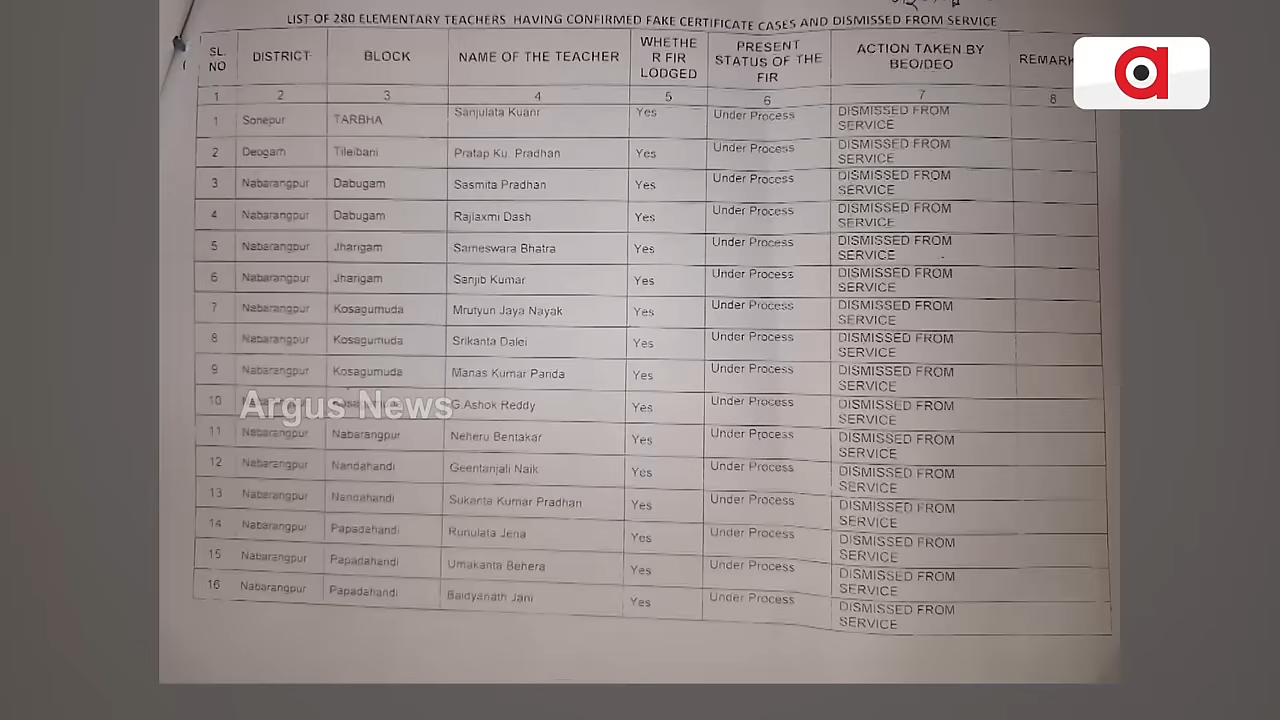 LIST OF 280 ELEMENTARY TEACHERS HAVING CONFIRMED FAKE CERTIFICATE CASES AND DISMISSED FROM SERVICE
SL. NO DISTRICT BLOCK NAME OF THE TEACHER WHETHE R FIR LODGED PRESENT STATUS OF THE FIR ACTION TAKEN BY BEO/DEO REMARK
1 2 3 4 5 6 7 8
1 Sonepur TARBHA Sanjulata Kuanr Yes Under Process DISMISSED FROM SERVICE
2 Deogarh Tileibani Pratap Ku. Pradhan Yes Under Process DISMISSED FROM SERVICE
3 Nabarangpur Dabugam Sasmita Pradhan Yes Under Process DISMISSED FROM SERVICE
4 Nabarangpur Dabugam Rajlaxmi Dash Yes Under Process DISMISSED FROM SERVICE
5 Nabarangpur Jharigam Sameswara Bhatra Yes Under Process DISMISSED FROM SERVICE
6 Nabarangpur Jharigam Sanjib Kumar Yes Under Process DISMISSED FROM SERVICE
7 Nabarangpur Kosagumuda Mrutyun Jaya Nayak Yes Under Process DISMISSED FROM SERVICE
8 Nabarangpur Kosagumuda Srikanta Dalei Yes Under Process DISMISSED FROM SERVICE
9 Nabarangpur Kosagumuda Manas Kumar Panda Yes Under Process DISMISSED FROM SERVICE
10 G.Ashok Reddy Yes Under Process DISMISSED FROM SERVICE
Argus News
11 Nabarangpur Nabarangpur Neheru Bentakar Yes Under Process DISMISSED FROM SERVICE
12 Nabarangpur Nandahandi Geentanjali Naik Yes Under Process DISMISSED FROM SERVICE
13 Nabarangpur Nandahandi Sukanta Kumar Pradhan Yes Under Process DISMISSED FROM SERVICE
14 Nabarangpur Papadahandi Runulata Jena Yes Under Process DISMISSED FROM SERVICE
15 Nabarangpur Papadahandi Umakanta Behera Yes Under Process DISMISSED FROM SERVICE
16 Nabarangpur Papadahandi Baidyanath Jani Yes Under Process DISMISSED FROM SERVICE